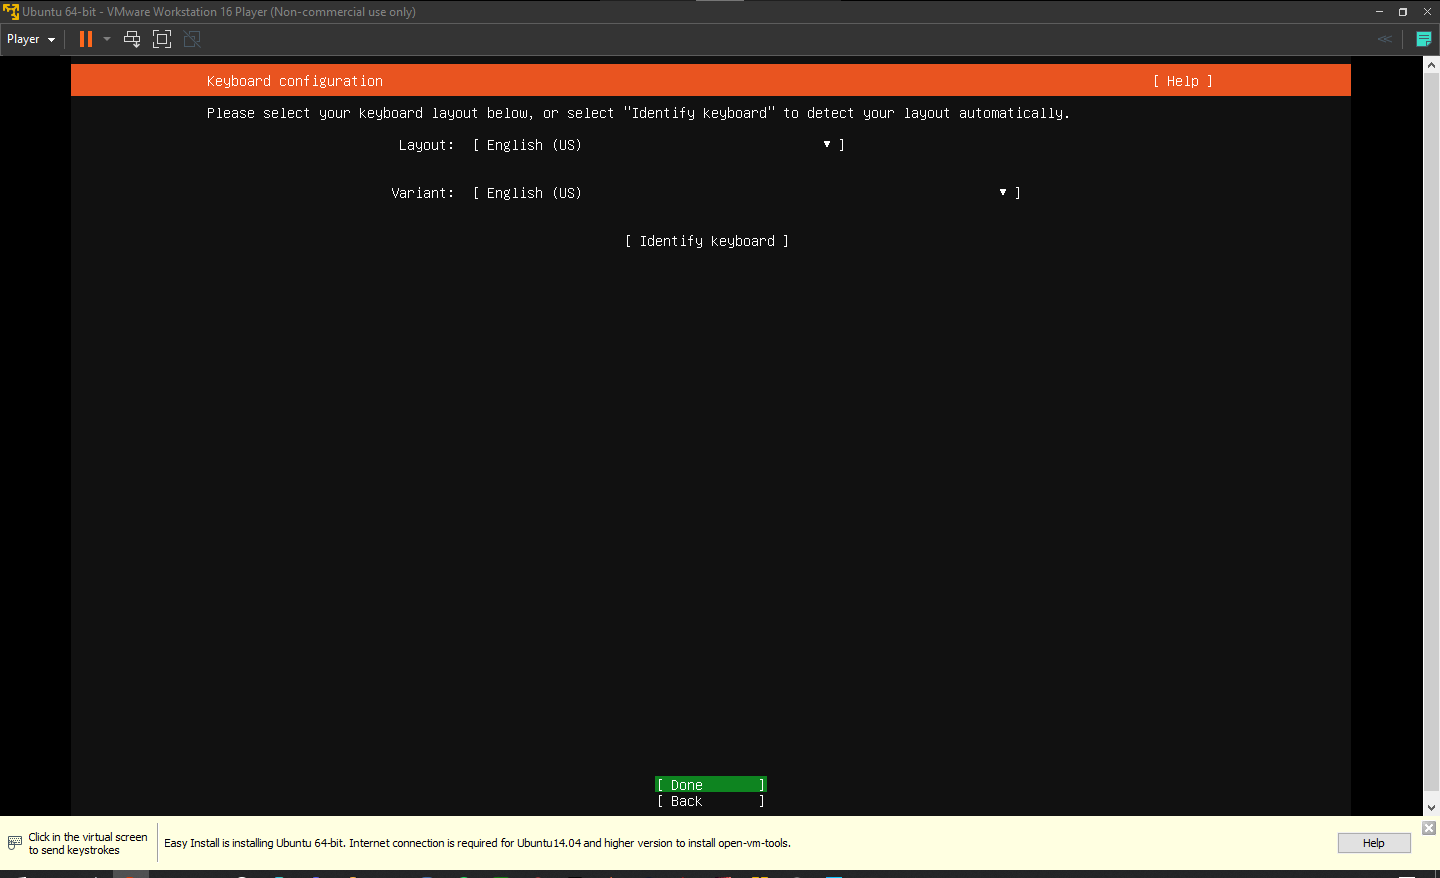 Ubuntu 64-bit - VMware Workstation 16 Player (Non-commercial use only)
Player
Keyboard configuration [ Help ]
Please select your keyboard layout below, or select "Identify keyboard" to detect your layout automatically.
Layout: [ English (US) ▾ ]
Variant: [ English (US) ▾ ]
[ Identify keyboard ]
[ Done ]
[ Back ]
Click in the virtual screen
to send keystrokes
Easy Install is installing Ubuntu 64-bit. Internet connection is required for Ubuntu14.04 and higher version to install open-vm-tools.
Help